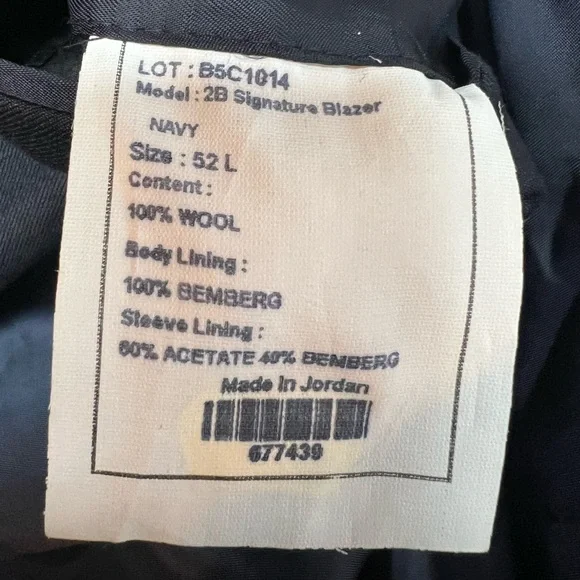 LOT : B5C1014
Model : 2B Signature Blazer
NAVY
Size : 52 L
Content :
100% WOOL
Body Lining :
100% BEMBERG
Sleeve Lining :
60% ACETATE 40% BEMBERG
Made In Jordan
677439